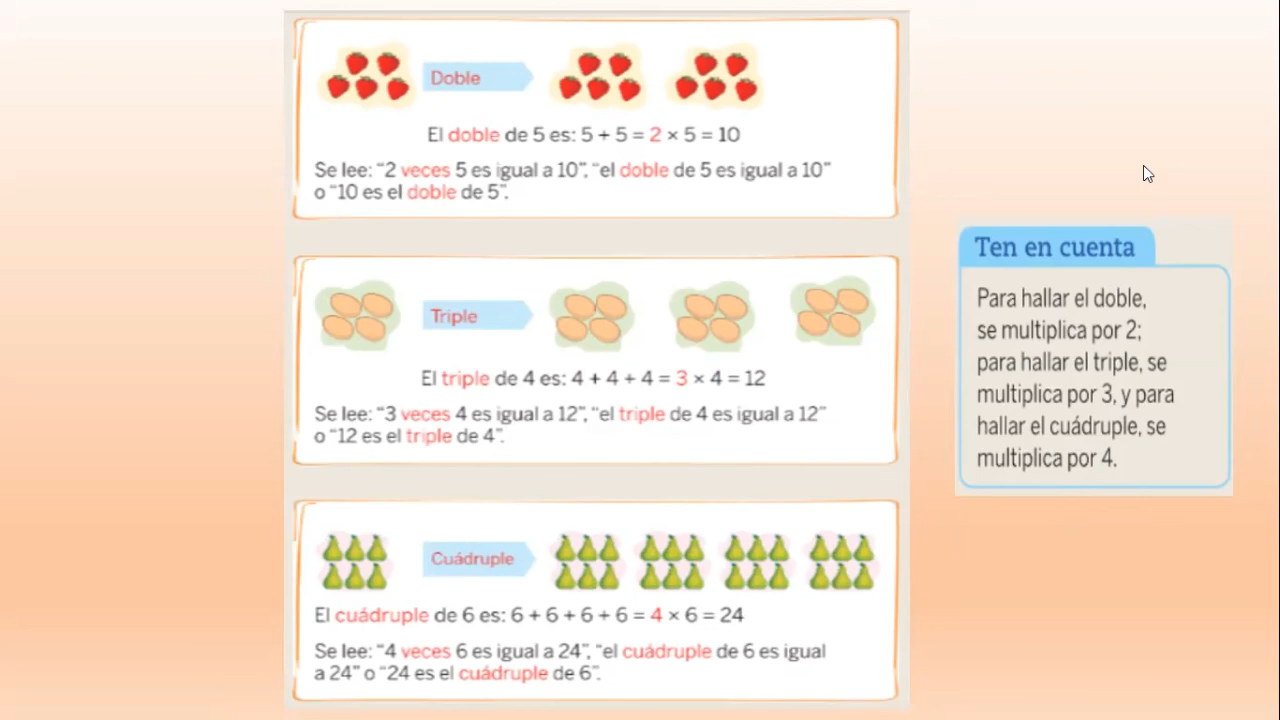 Doble
El doble de 5 es: 5 + 5 = 2 × 5 = 10
Se lee: “2 veces 5 es igual a 10”, “el doble de 5 es igual a 10”
o “10 es el doble de 5”.
Triple
El triple de 4 es: 4 + 4 + 4 = 3 × 4 = 12
Se lee: “3 veces 4 es igual a 12”, “el triple de 4 es igual a 12”
o “12 es el triple de 4”.
Cuádruple
El cuádruple de 6 es: 6 + 6 + 6 + 6 = 4 × 6 = 24
Se lee: “4 veces 6 es igual a 24”, “el cuádruple de 6 es igual
a 24” o “24 es el cuádruple de 6”.
Ten en cuenta
Para hallar el doble,
se multiplica por 2;
para hallar el triple, se
multiplica por 3, y para
hallar el cuádruple, se
multiplica por 4.